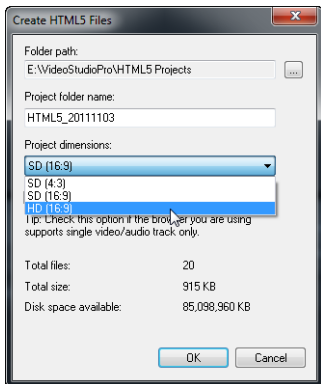 Create HTML5 Files
Folder path:
E:\VideoStudioPro\HTML5 Projects
...
Project folder name:
HTML5_20111103
Project dimensions:
SD (16:9)
SD (4:3)
SD (16:9)
HD (16:9)
Tip: Check this option if the browser you are using
supports single video/audio track only.
Total files: 20
Total size: 915 KB
Disk space available: 85,098,960 KB
OK Cancel